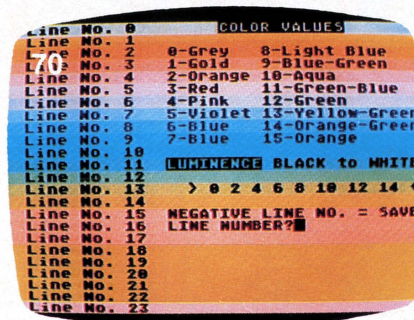 Line No. 0 COLOR VALUES
Line No. 1
Line No. 2 0-Grey 8-Light Blue
Line No. 3 1-Gold 9-Blue-Green
Line No. 4 2-Orange 10-Aqua
Line No. 5 3-Red 11-Green-Blue
Line No. 6 4-Pink 12-Green
Line No. 7 5-Violet 13-Yellow-Green
Line No. 8 6-Blue 14-Orange-Green
Line No. 9 7-Blue 15-Orange
Line No. 10
Line No. 11 LUMINENCE BLACK to WHITE
Line No. 12
Line No. 13 > 0 2 4 6 8 10 12 14
Line No. 14
Line No. 15 NEGATIVE LINE NO. = SAVE
Line No. 16 LINE NUMBER?
Line No. 17
Line No. 18
Line No. 19
Line No. 20
Line No. 21
Line No. 22
Line No. 23
70